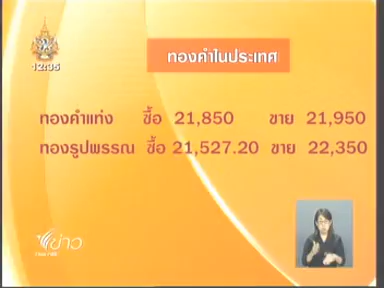 12:35
ทองคำในประเทศ
ทองคำแท่ง ซื้อ 21,850 ขาย 21,950
ทองรูปพรรณ ซื้อ 21,527.20 ขาย 22,350
ข่าว